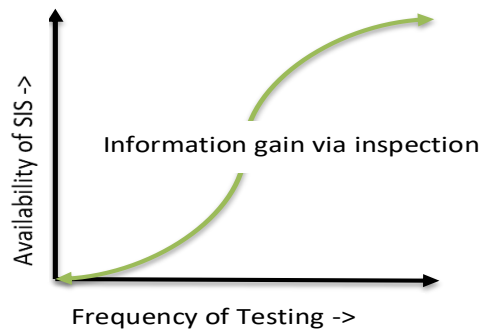 Availability of SIS ->
Information gain via inspection
Frequency of Testing ->